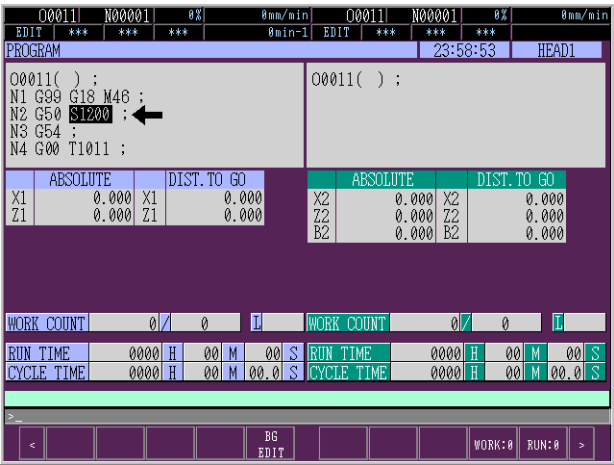 O0011 N00001 0% 0mm/min O0011 N00001 0% 0mm/min
EDIT *** *** *** 0min-1 EDIT *** *** ***
PROGRAM 23:58:53 HEAD1
O0011( ) ; O0011( ) ;
N1 G99 G18 M46 ;
N2 G50 S1200 ;
N3 G54 ;
N4 G00 T1011 ;
ABSOLUTE DIST.TO GO ABSOLUTE DIST.TO GO
X1 0.000 X1 0.000 X2 0.000 X2 0.000
Z1 0.000 Z1 0.000 Z2 0.000 Z2 0.000
B2 0.000 B2 0.000
WORK COUNT 0/ 0 L WORK COUNT 0/ 0 L
RUN TIME 0000 H 00 M 00 S RUN TIME 0000 H 00 M 00 S
CYCLE TIME 0000 H 00 M 00.0 S CYCLE TIME 0000 H 00 M 00.0 S
>_
< BG EDIT WORK:0 RUN:0 >